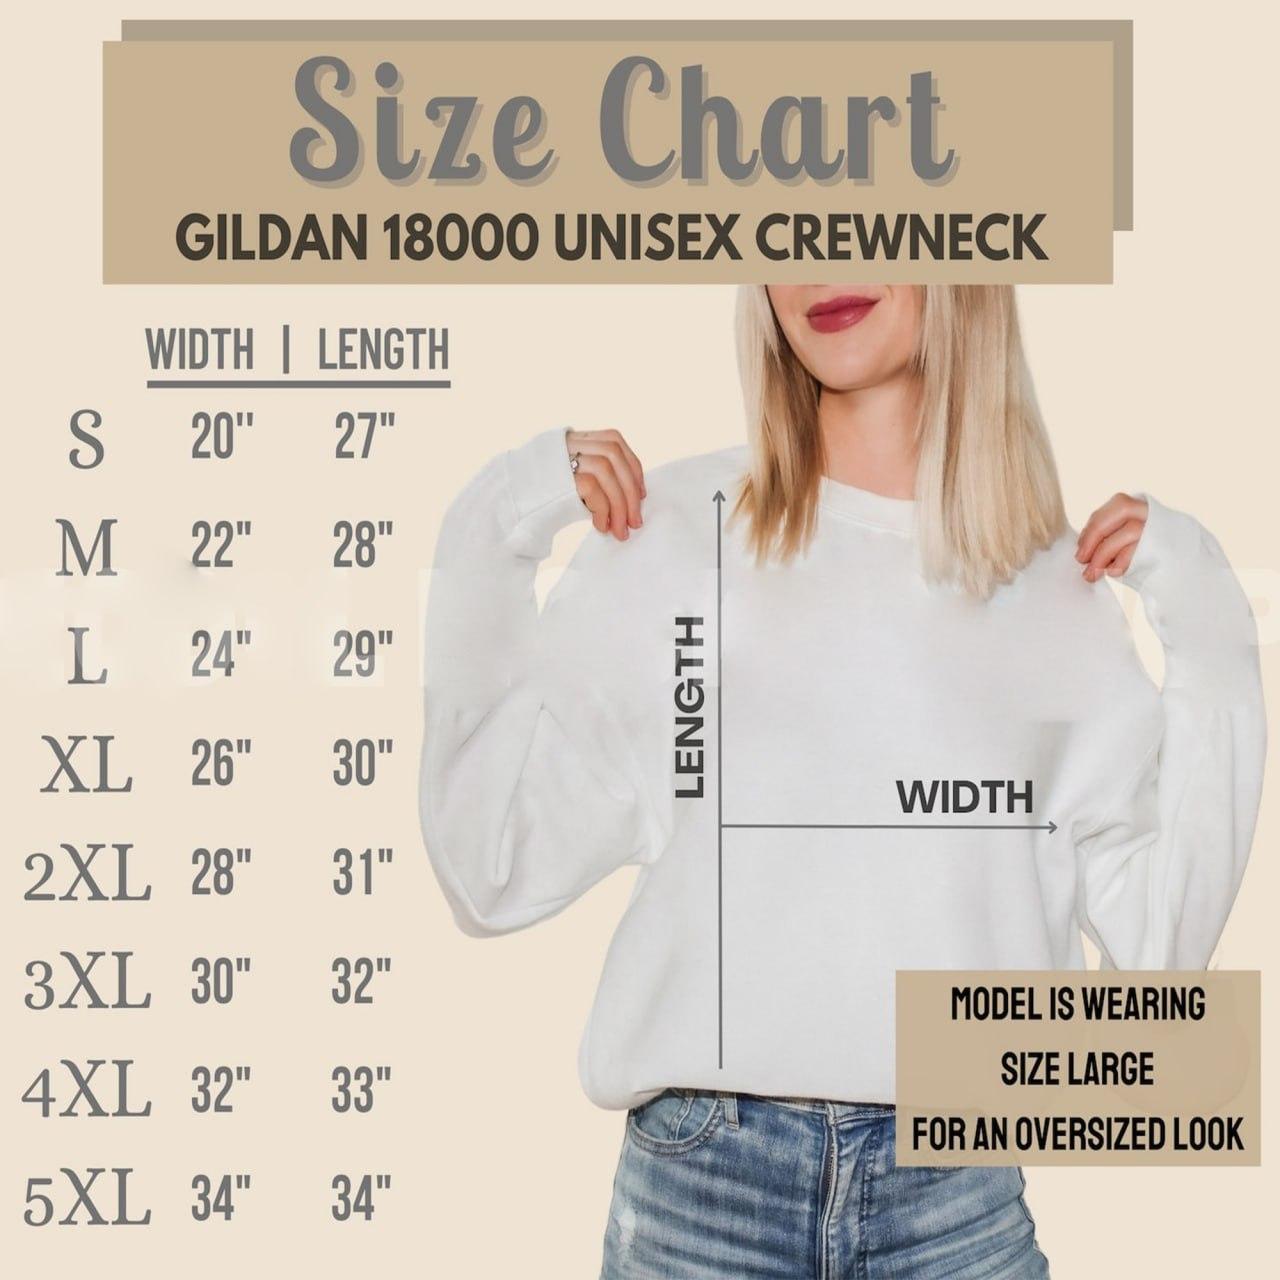 Size Chart
GILDAN 18000 UNISEX CREWNECK
WIDTH | LENGTH
S 20" 27"
M 22" 28"
L 24" 29"
XL 26" 30"
2XL 28" 31"
3XL 30" 32"
4XL 32" 33"
5XL 34" 34"
LENGTH
WIDTH
MODEL IS WEARING
SIZE LARGE
FOR AN OVERSIZED LOOK